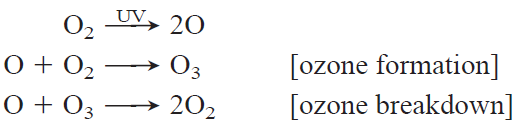 O₂ —UV→ 2O
O + O₂ ⟶ O₃ [ozone formation]
O + O₃ ⟶ 2O₂ [ozone breakdown]